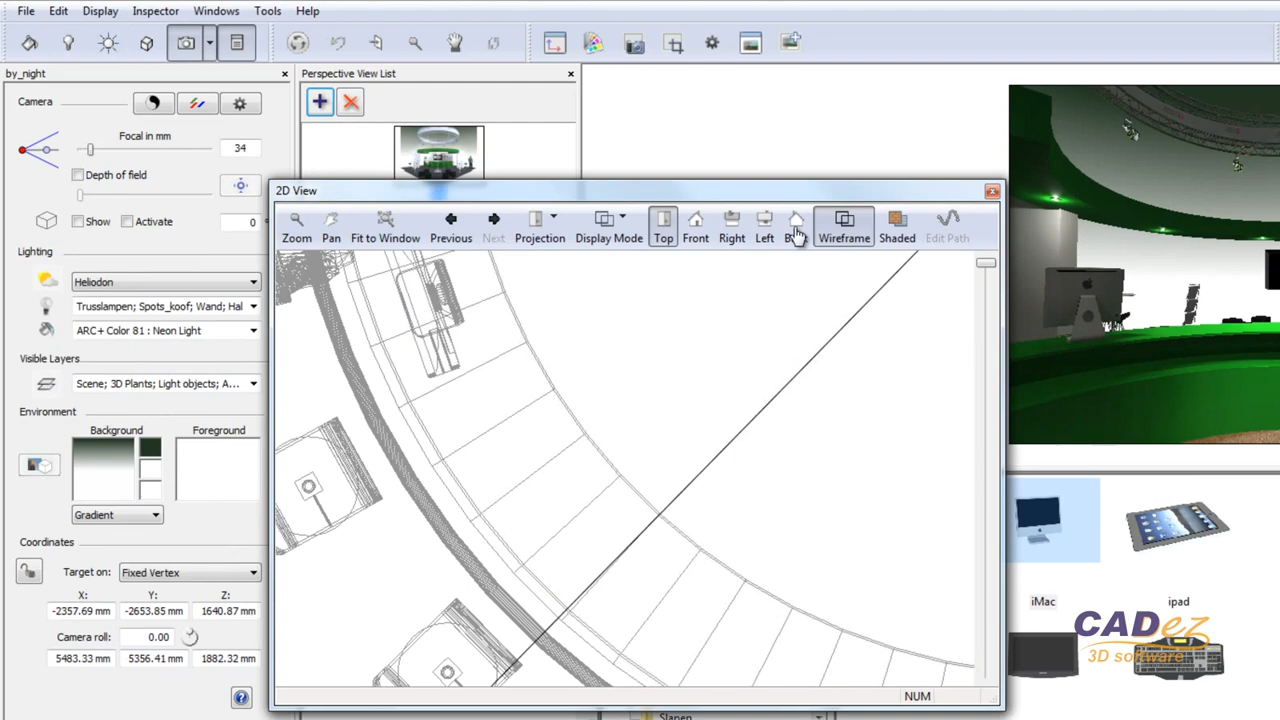 File Edit Display Inspector Windows Tools Help
by_night
Perspective View List
Camera
Focal in mm
34
Depth of field
Show Activate 0
Lighting
Heliodon
Trusslampen; Spots_koof; Wand; Hal
ARC+ Color 81 : Neon Light
Visible Layers
Scene; 3D Plants; Light objects; A...
Environment
Background Foreground
Gradient
Coordinates
Target on: Fixed Vertex
X: Y: Z:
-2357.69 mm -2653.85 mm 1640.87 mm
Camera roll: 0.00
5483.33 mm 5356.41 mm 1882.32 mm
2D View
Zoom Pan Fit to Window Previous Next Projection Display Mode Top Front Right Left Wireframe Shaded Edit Path
NUM
iMac ipad
CADez
3D software